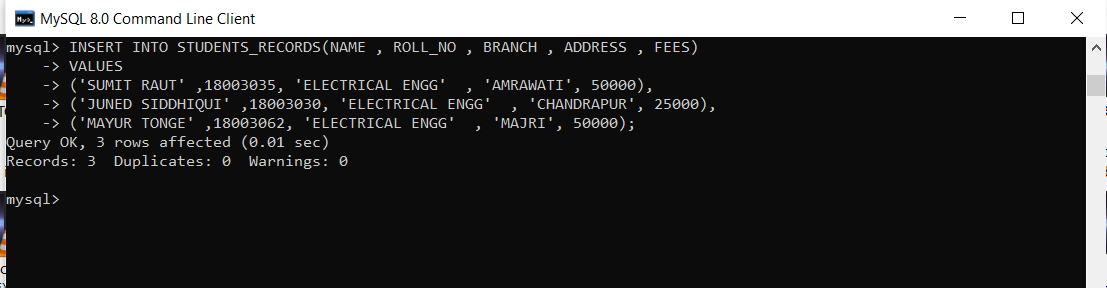 MySQL 8.0 Command Line Client
mysql> INSERT INTO STUDENTS_RECORDS(NAME , ROLL_NO , BRANCH , ADDRESS , FEES)
    -> VALUES
    -> ('SUMIT RAUT' ,18003035, 'ELECTRICAL ENGG'  , 'AMRAWATI', 50000),
    -> ('JUNED SIDDHIQUI' ,18003030, 'ELECTRICAL ENGG'  , 'CHANDRAPUR', 25000),
    -> ('MAYUR TONGE' ,18003062, 'ELECTRICAL ENGG'  , 'MAJRI', 50000);
Query OK, 3 rows affected (0.01 sec)
Records: 3  Duplicates: 0  Warnings: 0
mysql>